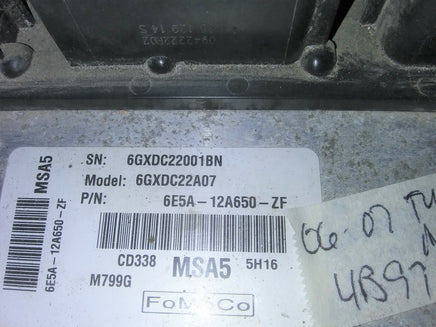 SN: 6GXDC22001BN
Model: 6GXDC22A07
P/N: 6E5A-12A650-ZF
MSA5
6E5A-12A650-ZF
CD338 MSA5 5H16
M799G
FoMoCo
06-07
4B97